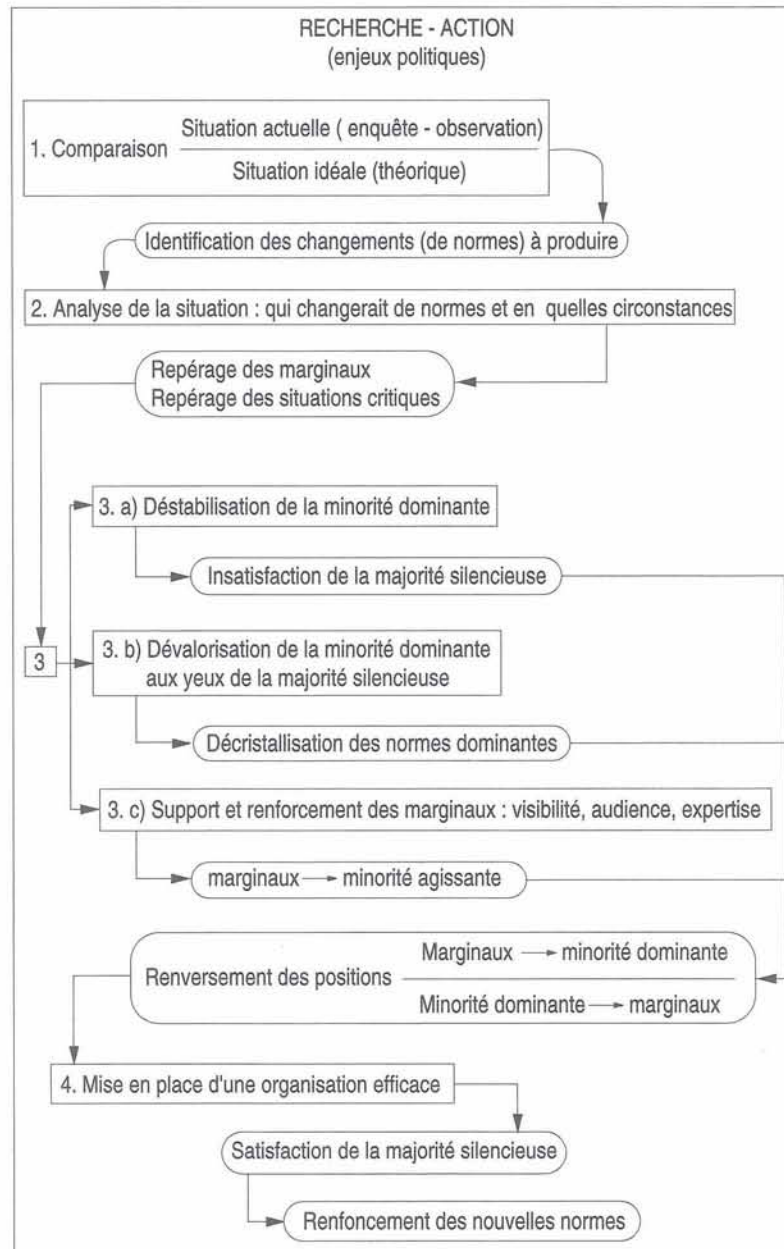 RECHERCHE - ACTION
(enjeux politiques)
1. Comparaison
Situation actuelle ( enquête - observation)
Situation idéale (théorique)
Identification des changements (de normes) à produire
2. Analyse de la situation : qui changerait de normes et en quelles circonstances
Repérage des marginaux
Repérage des situations critiques
3. a) Déstabilisation de la minorité dominante
Insatisfaction de la majorité silencieuse
3
3. b) Dévalorisation de la minorité dominante
aux yeux de la majorité silencieuse
Décristallisation des normes dominantes
3. c) Support et renforcement des marginaux : visibilité, audience, expertise
marginaux → minorité agissante
Renversement des positions
Marginaux → minorité dominante
Minorité dominante → marginaux
4. Mise en place d'une organisation efficace
Satisfaction de la majorité silencieuse
Renfoncement des nouvelles normes